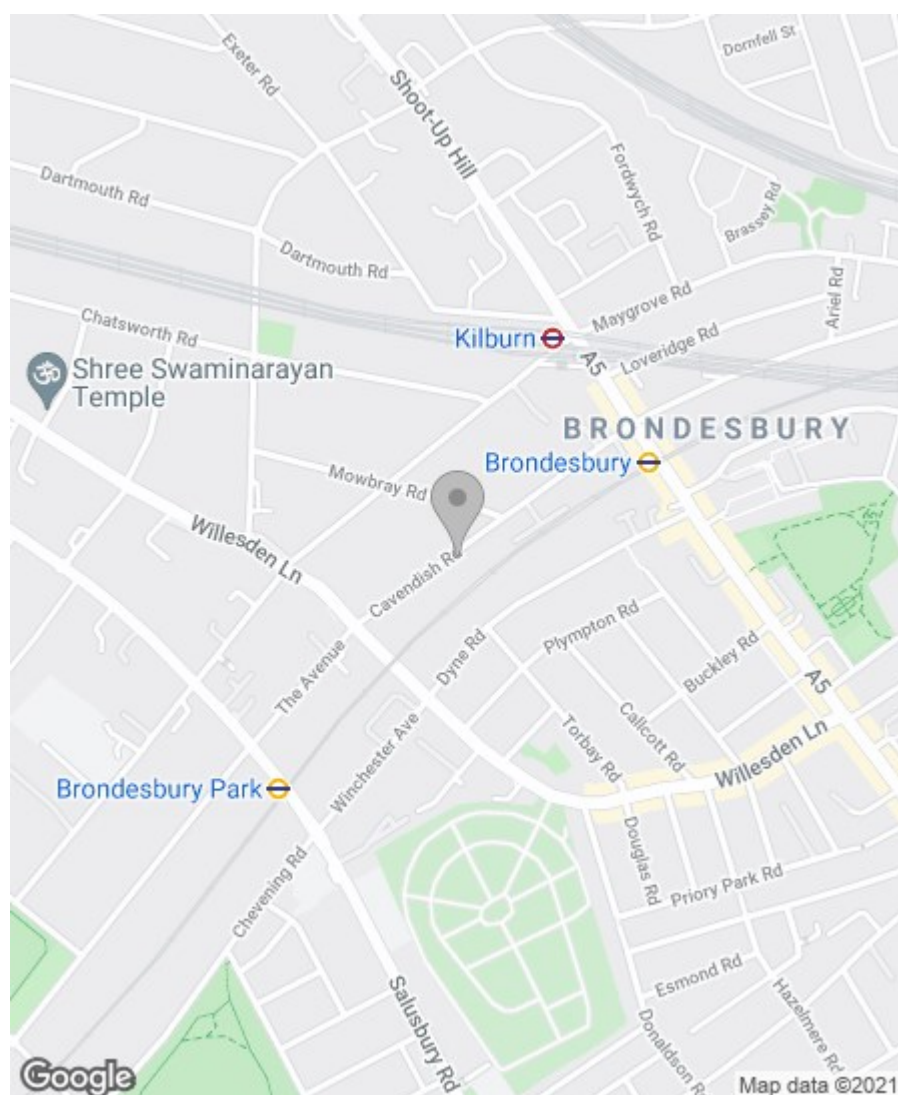 Dornfell St
Exeter Rd
Shoot-Up Hill
Fordwych Rd
Dartmouth Rd
Brassey Rd
Dartmouth Rd
Ariel Rd
Maygrove Rd
Chatsworth Rd
Kilburn
Loveridge Rd
A5
Shree Swaminarayan
Temple
BRONDESBURY
Brondesbury
Mowbray Rd
Willesden Ln
Cavendish Rd
Plympton Rd
Dyne Rd
Buckley Rd
The Avenue
A5
Callcott Rd
Torbay Rd
Winchester Ave
Willesden Ln
Brondesbury Park
Douglas Rd
Chevening Rd
Priory Park Rd
Esmond Rd
Salusbury Rd
Hazelmere Rd
Donaldson Rd
Google
Map data ©2021